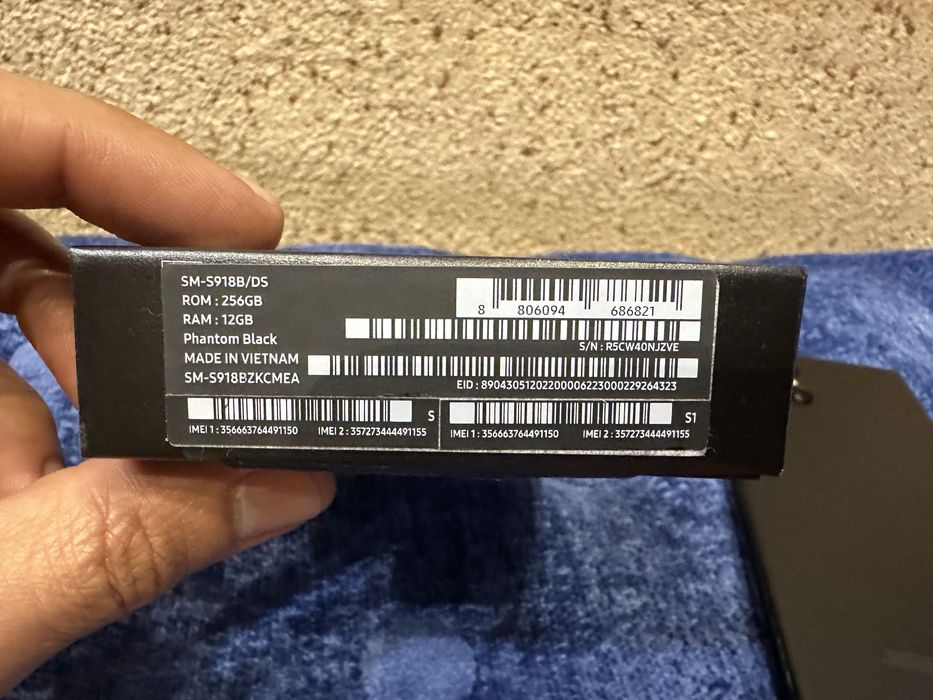 SM-S918B/DS
ROM : 256GB
RAM : 12GB
Phantom Black
MADE IN VIETNAM
SM-S918BZKCMEA
8 806094 686821
S/N : R5CW40NJZVE
EID : 89043051202200006223000229264323
S
IMEI 1 : 356663764491150 IMEI 2 : 357273444491155
S1
IMEI 1 : 356663764491150 IMEI 2 : 357273444491155